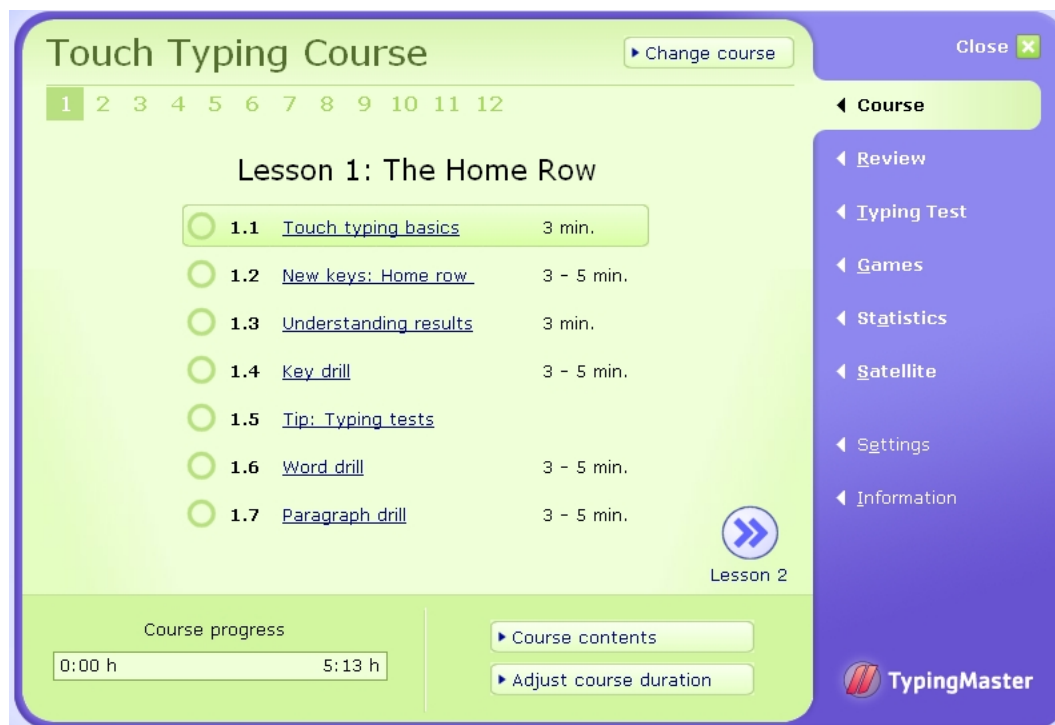 Touch Typing Course
Change course
Close
1 2 3 4 5 6 7 8 9 10 11 12
Course
Lesson 1: The Home Row
Review
Typing Test
Games
Statistics
Satellite
Settings
Information
1.1 Touch typing basics 3 min.
1.2 New keys: Home row 3 - 5 min.
1.3 Understanding results 3 min.
1.4 Key drill 3 - 5 min.
1.5 Tip: Typing tests
1.6 Word drill 3 - 5 min.
1.7 Paragraph drill 3 - 5 min.
Lesson 2
Course progress
0:00 h 5:13 h
Course contents
Adjust course duration
TypingMaster